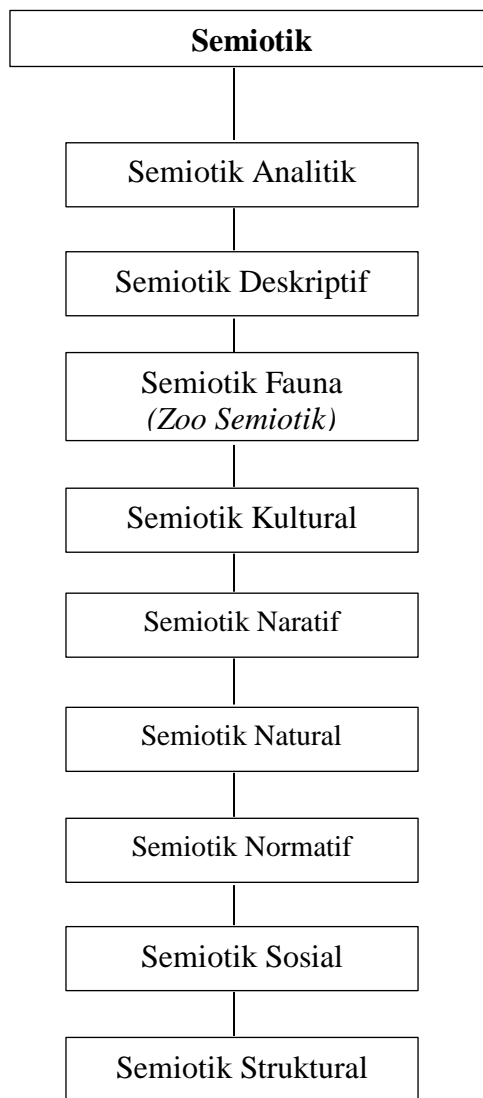 Semiotik
Semiotik Analitik
Semiotik Deskriptif
Semiotik Fauna
(Zoo Semiotik)
Semiotik Kultural
Semiotik Naratif
Semiotik Natural
Semiotik Normatif
Semiotik Sosial
Semiotik Struktural